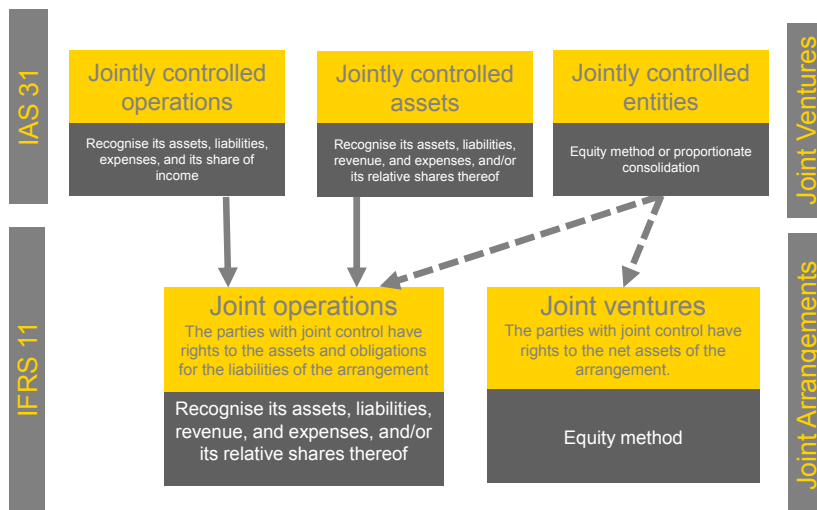 IAS 31
Jointly controlled
operations
Recognise its assets, liabilities,
expenses, and its share of
income
Jointly controlled
assets
Recognise its assets, liabilities,
revenue, and expenses, and/or
its relative shares thereof
Jointly controlled
entities
Equity method or proportionate
consolidation
Joint Ventures
IFRS 11
Joint operations
The parties with joint control have
rights to the assets and obligations
for the liabilities of the arrangement
Recognise its assets, liabilities,
revenue, and expenses, and/or
its relative shares thereof
Joint ventures
The parties with joint control have
rights to the net assets of the
arrangement.
Equity method
Joint Arrangements